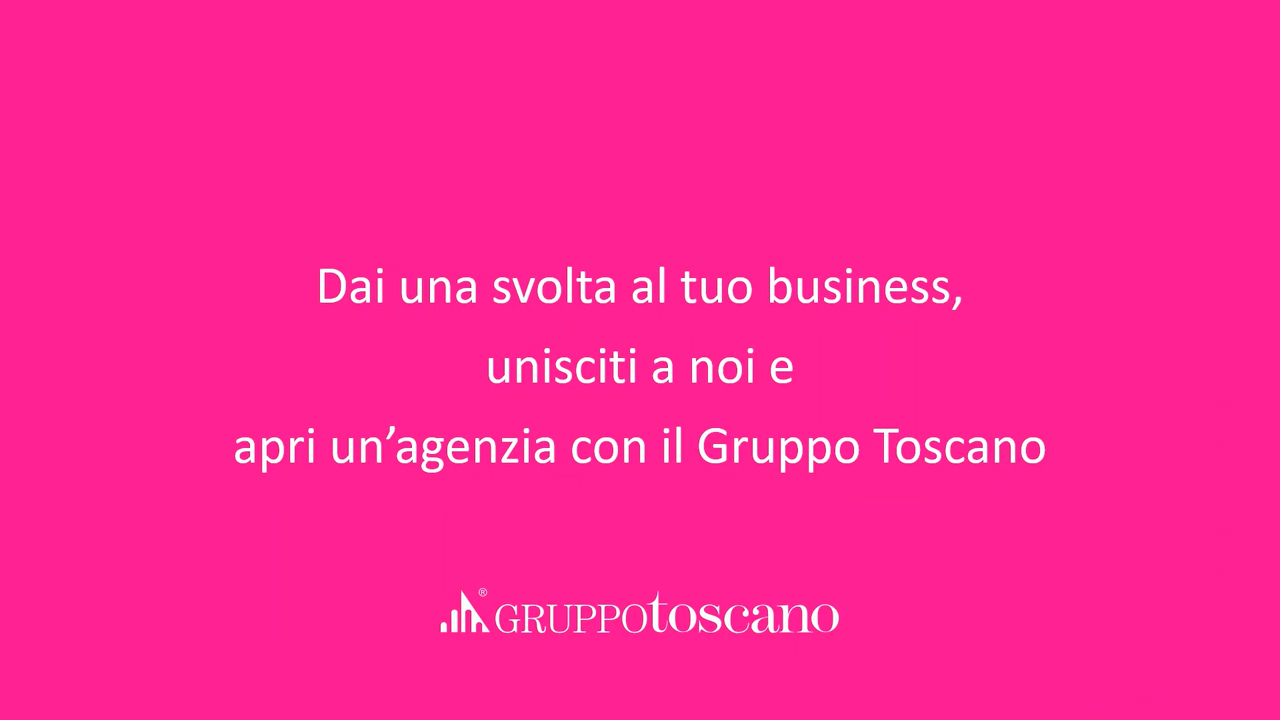 Dai una svolta al tuo business,
unisciti a noi e
apri un’agenzia con il Gruppo Toscano
® GRUPPOtoscano